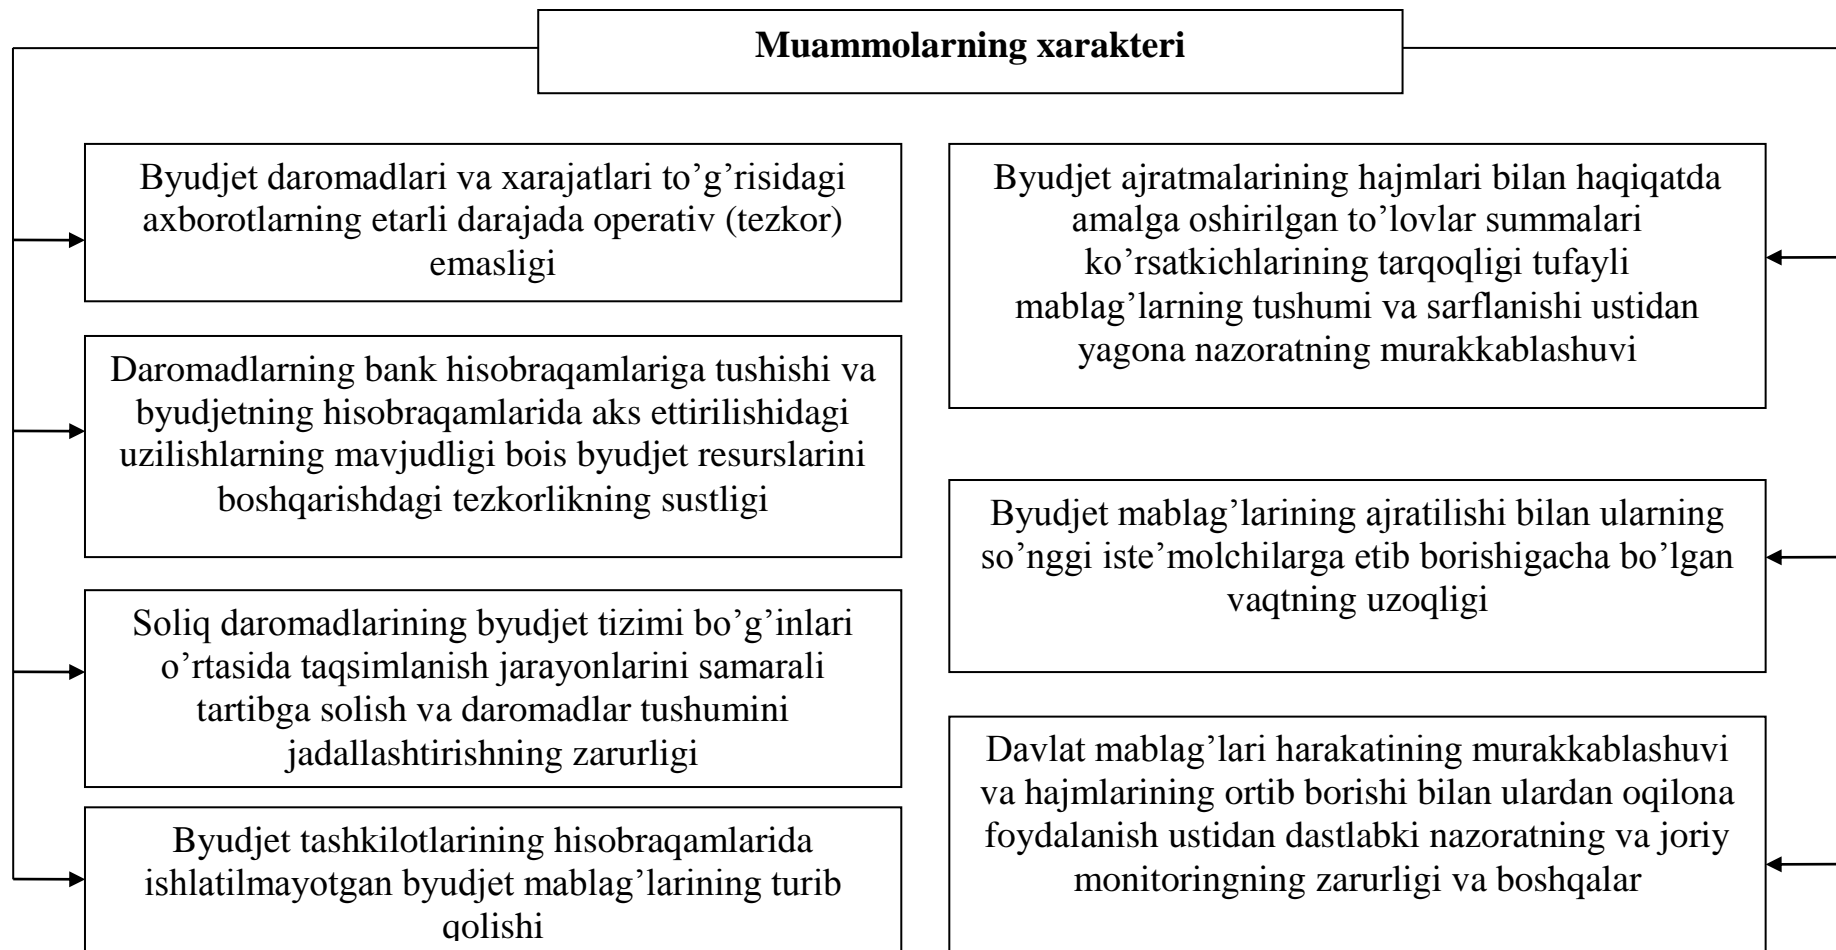 Muammolarning xarakteri
Byudjet daromadlari va xarajatlari to’g’risidagi
axborotlarning etarli darajada operativ (tezkor)
emasligi
Daromadlarning bank hisobraqamlariga tushishi va
byudjetning hisobraqamlarida aks ettirilishidagi
uzilishlarning mavjudligi bois byudjet resurslarini
boshqarishdagi tezkorlikning sustligi
Soliq daromadlarining byudjet tizimi bo’g’inlari
o’rtasida taqsimlanish jarayonlarini samarali
tartibga solish va daromadlar tushumini
jadallashtirishning zarurligi
Byudjet tashkilotlarining hisobraqamlarida
ishlatilmayotgan byudjet mablag’larining turib
qolishi
Byudjet ajratmalarining hajmlari bilan haqiqatda
amalga oshirilgan to’lovlar summalari
ko’rsatkichlarining tarqoqligi tufayli
mablag’larning tushumi va sarflanishi ustidan
yagona nazoratning murakkablashuvi
Byudjet mablag’larining ajratilishi bilan ularning
so’nggi iste’molchilarga etib borishigacha bo’lgan
vaqtning uzoqligi
Davlat mablag’lari harakatining murakkablashuvi
va hajmlarining ortib borishi bilan ulardan oqilona
foydalanish ustidan dastlabki nazoratning va joriy
monitoringning zarurligi va boshqalar